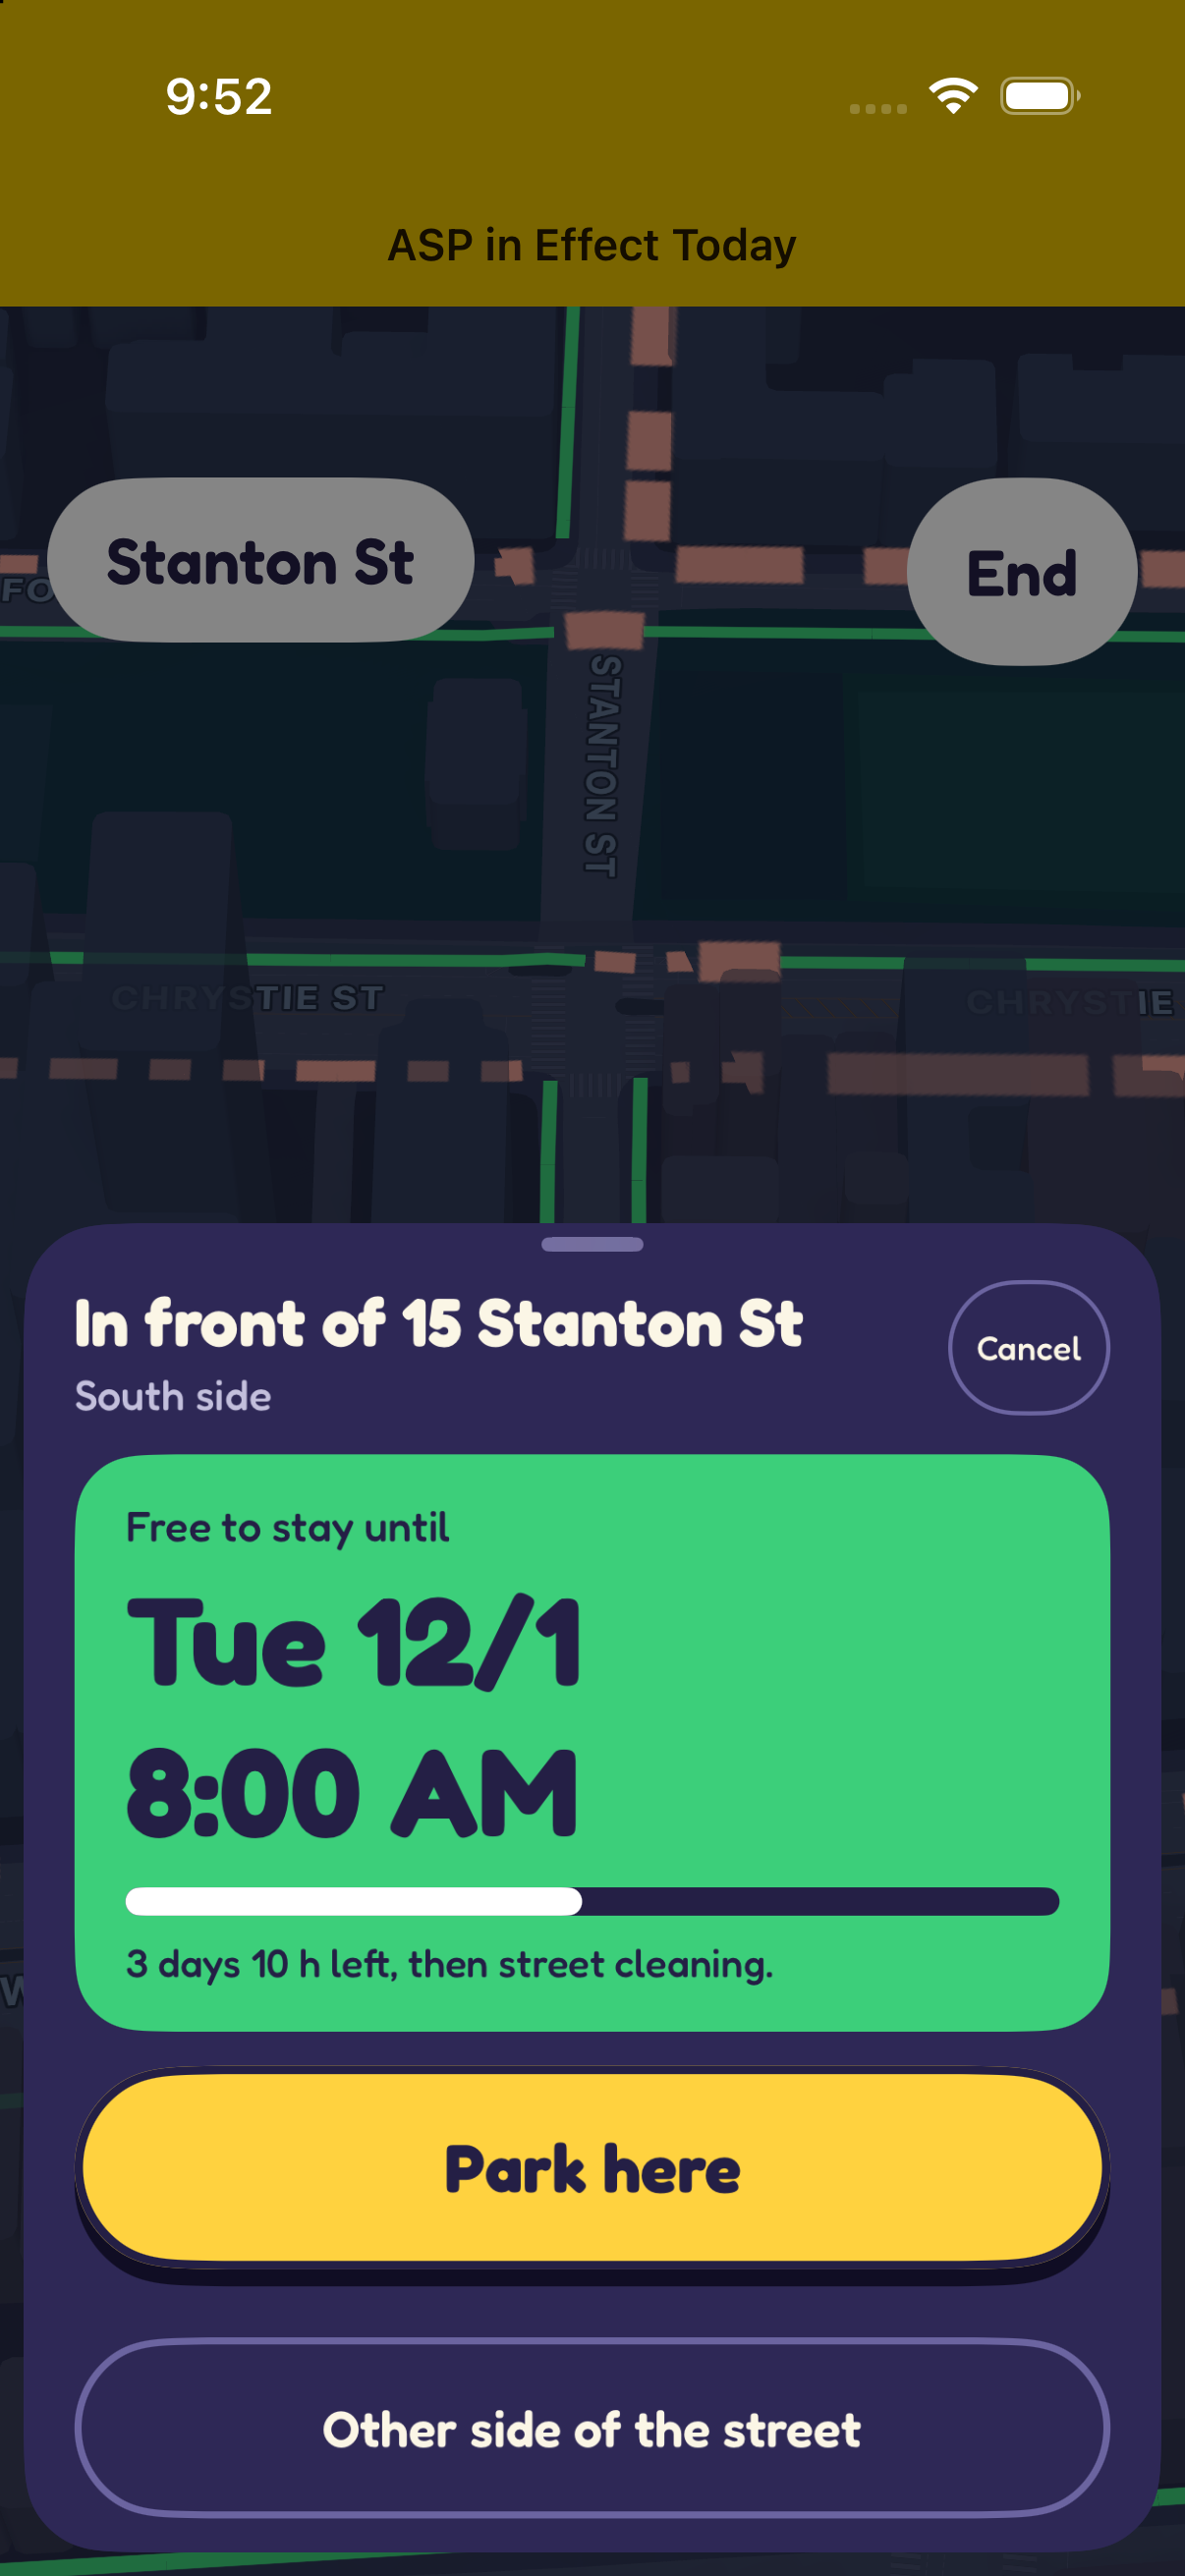 9:52
ASP in Effect Today
Stanton St
End
FO
STANTON ST
CHRYSTIE ST
CHRYSTIE
In front of 15 Stanton St
Cancel
South side
Free to stay until
Tue 12/1
8:00 AM
3 days 10 h left, then street cleaning.
W
Park here
Other side of the street